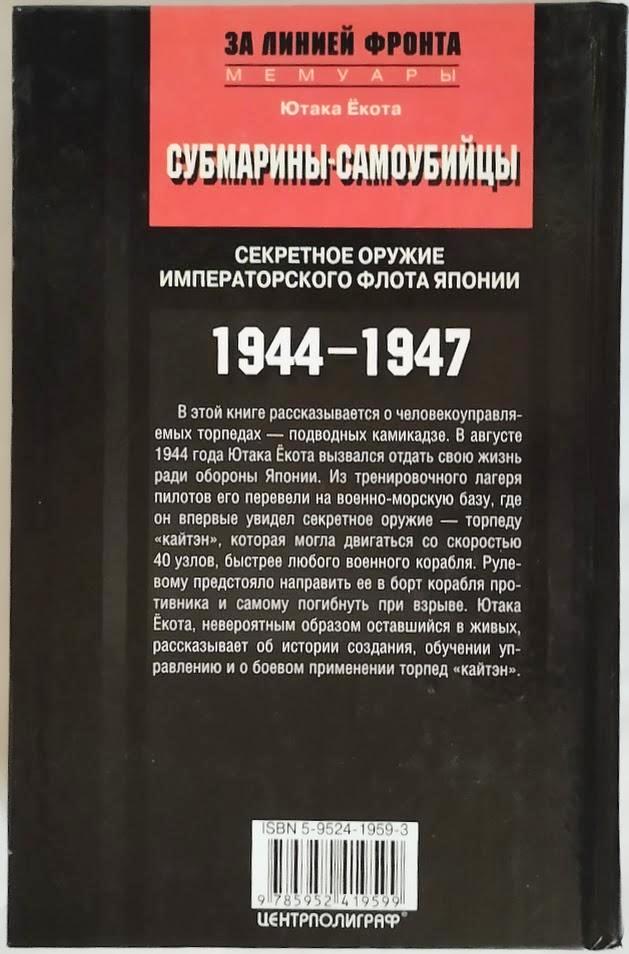 ЗА ЛИНИЕЙ ФРОНТА
МЕМУАРЫ
Ютака Ёкота
СУБМАРИНЫ-САМОУБИЙЦЫ
СЕКРЕТНОЕ ОРУЖИЕ
ИМПЕРАТОРСКОГО ФЛОТА ЯПОНИИ
1944–1947
В этой книге рассказывается о человекоуправля-
емых торпедах — подводных камикадзе. В августе
1944 года Ютака Ёкота вызвался отдать свою жизнь
ради обороны Японии. Из тренировочного лагеря
пилотов его перевели на военно-морскую базу, где
он впервые увидел секретное оружие — торпеду
«кайтэн», которая могла двигаться со скоростью
40 узлов, быстрее любого военного корабля. Руле-
вому предстояло направить ее в борт корабля про-
тивника и самому погибнуть при взрыве. Ютака
Ёкота, невероятным образом оставшийся в живых,
рассказывает об истории создания, обучении уп-
равлению и о боевом применении торпед «кайтэн».
ISBN 5-9524-1959-3
9 785952 419599
ЦЕНТРПОЛИГРАФ®